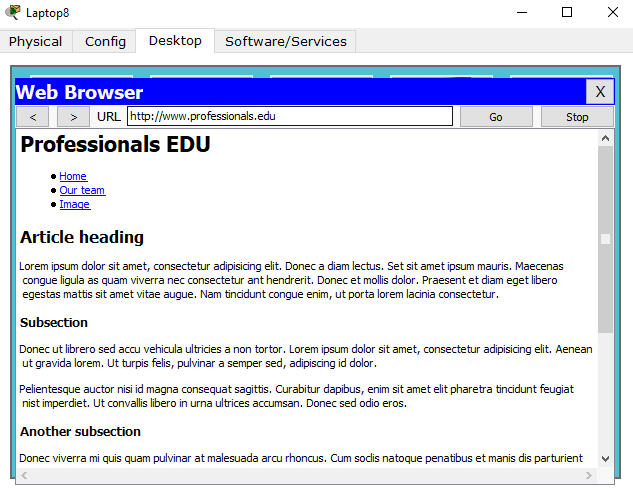 Laptop8
Physical Config Desktop Software/Services
Web Browser X
< > URL http://www.professionals.edu Go Stop
Professionals EDU
Home
Our team
Image
Article heading
Lorem ipsum dolor sit amet, consectetur adipisicing elit. Donec a diam lectus. Set sit amet ipsum mauris. Maecenas
congue ligula as quam viverra nec consectetur ant hendrerit. Donec et mollis dolor. Praesent et diam eget libero
egestas mattis sit amet vitae augue. Nam tincidunt congue enim, ut porta lorem lacinia consectetur.
Subsection
Donec ut librero sed accu vehicula ultricies a non tortor. Lorem ipsum dolor sit amet, consectetur adipisicing elit. Aenean
ut gravida lorem. Ut turpis felis, pulvinar a semper sed, adipiscing id dolor.
Pelientesque auctor nisi id magna consequat sagittis. Curabitur dapibus, enim sit amet elit pharetra tincidunt feugiat
nist imperdiet. Ut convallis libero in urna ultrices accumsan. Donec sed odio eros.
Another subsection
Donec viverra mi quis quam pulvinar at malesuada arcu rhoncus. Cum soclis natoque penatibus et manis dis parturient